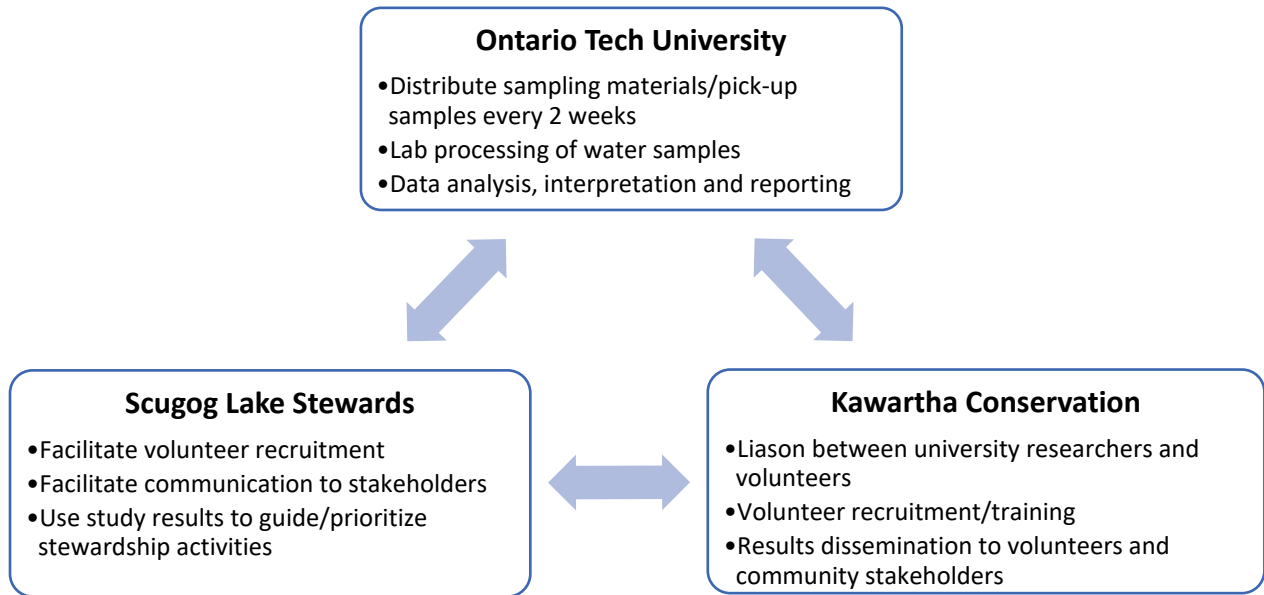 Ontario Tech University
•Distribute sampling materials/pick-up
samples every 2 weeks
•Lab processing of water samples
•Data analysis, interpretation and reporting
Scugog Lake Stewards
•Facilitate volunteer recruitment
•Facilitate communication to stakeholders
•Use study results to guide/prioritize
stewardship activities
Kawartha Conservation
•Liason between university researchers and
volunteers
•Volunteer recruitment/training
•Results dissemination to volunteers and
community stakeholders